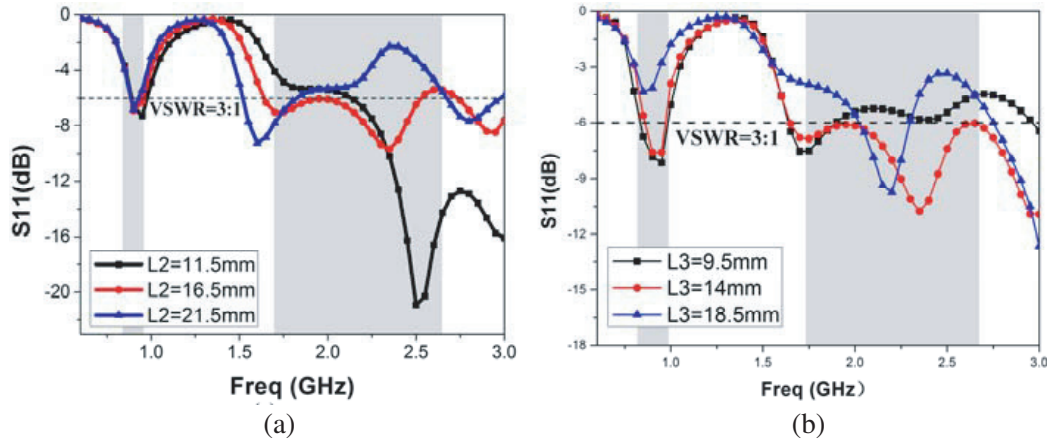 0
-4
-8
-12
-16
-20
S11(dB)
VSWR=3:1
L2=11.5mm
L2=16.5mm
L2=21.5mm
1.0 1.5 2.0 2.5 3.0
Freq (GHz)
(a)
0
-3
-6
-9
-12
-15
-18
S11(dB)
VSWR=3:1
L3=9.5mm
L3=14mm
L3=18.5mm
1.0 1.5 2.0 2.5 3.0
Freq (GHz）
(b)